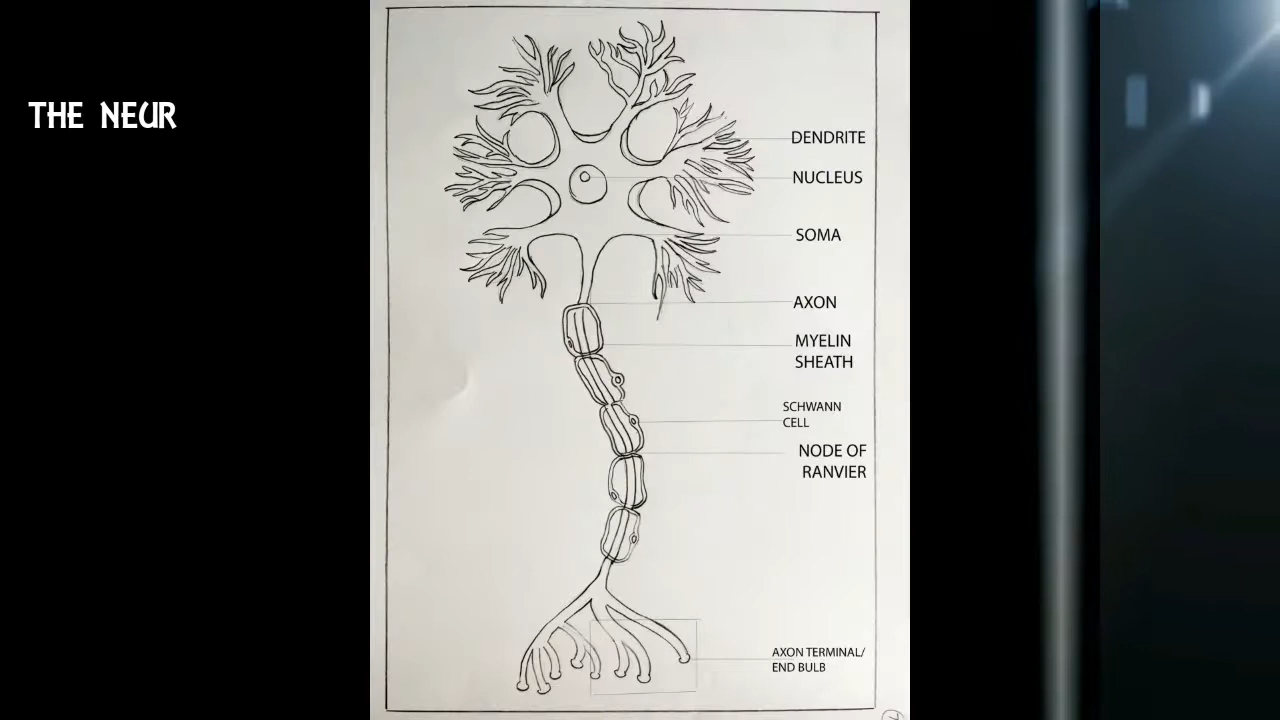 THE NEUR
DENDRITE
NUCLEUS
SOMA
AXON
MYELIN
SHEATH
SCHWANN
CELL
NODE OF
RANVIER
AXON TERMINAL/
END BULB